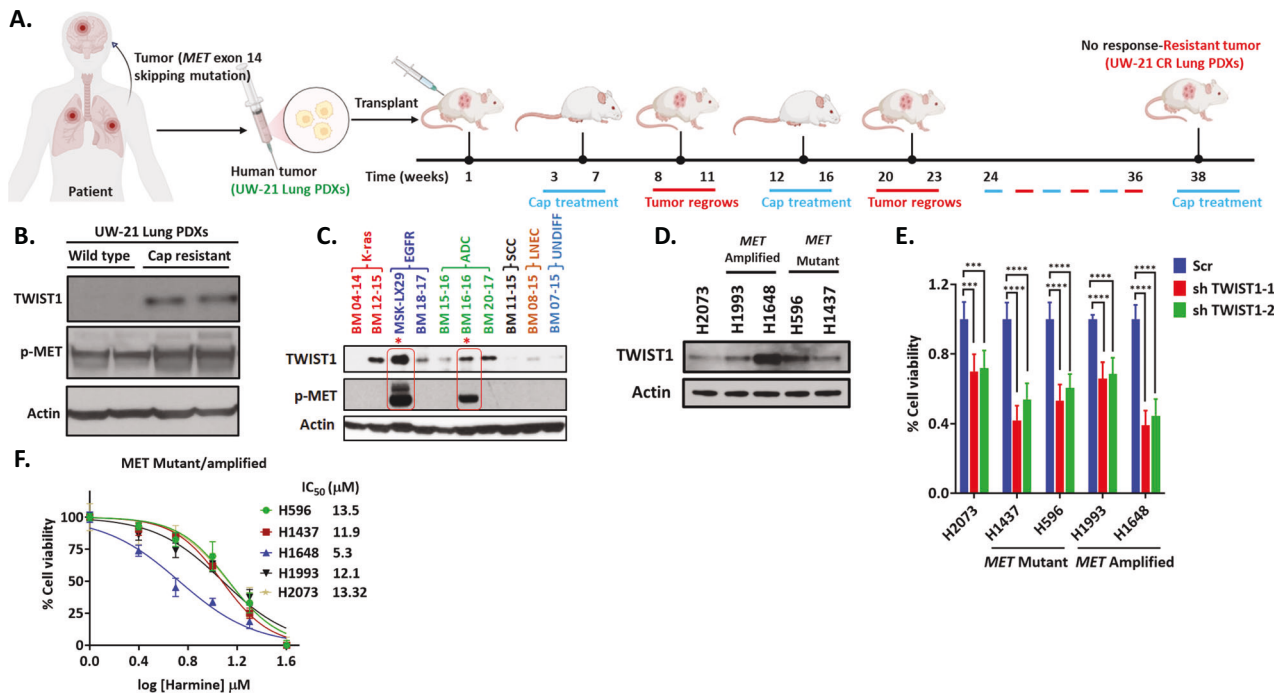 A.
Tumor (MET exon 14
skipping mutation)
Patient
Human tumor
(UW-21 Lung PDXs)
Transplant
No response-Resistant tumor
(UW-21 CR Lung PDXs)
Time (weeks)
1 3 7 8 11 12 16 20 23 24 36 38
Cap treatment Tumor regrows Cap treatment Tumor regrows Cap treatment
B.
UW-21 Lung PDXs
Wild type Cap resistant
TWIST1
p-MET
Actin
C.
K-ras EGFR ADC SCC LNEC UNDIFF
BM 04-14 BM 12-15 MSK-LX29 BM 18-17 BM 15-16 BM 16-16 BM 20-17 BM 11-15 BM 08-15 BM 07-15
* *
TWIST1
p-MET
Actin
D.
MET
Amplified
MET
Mutant
H2073 H1993 H1648 H596 H1437
TWIST1
Actin
E.
% Cell viability
1.2
0.8
0.4
0.0
*** *** **** **** **** **** **** **** **** ****
Scr
sh TWIST1-1
sh TWIST1-2
H2073 H1437 H596 H1993 H1648
MET Mutant MET Amplified
F.
MET Mutant/amplified
IC50 (µM)
H596 13.5
H1437 11.9
H1648 5.3
H1993 12.1
H2073 13.32
% Cell viability
100
75
50
25
0
0.0 0.4 0.8 1.2 1.6
log [Harmine] µM